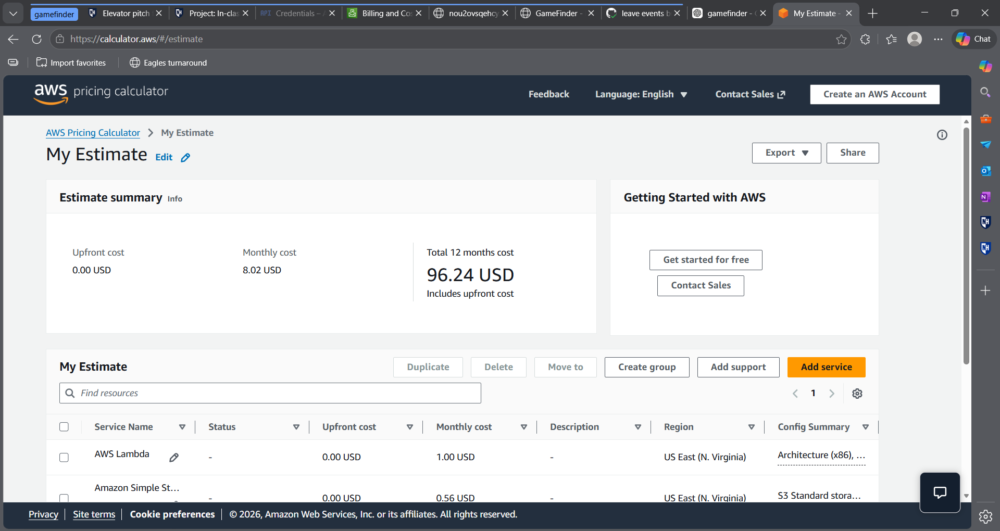 gamefinder
Elevator pitch
Project: In-clas
API Credentials – A
Billing and Cos
nou2ovsqehcy
GameFinder -
leave events b
gamefinder -
My Estimate -
https://calculator.aws/#/estimate
Chat
Import favorites
Eagles turnaround
aws pricing calculator
Feedback
Language: English
Contact Sales
Create an AWS Account
AWS Pricing Calculator
My Estimate
My Estimate Edit
Export
Share
Estimate summary Info
Upfront cost
0.00 USD
Monthly cost
8.02 USD
Total 12 months cost
96.24 USD
Includes upfront cost
Getting Started with AWS
Get started for free
Contact Sales
My Estimate
Duplicate
Delete
Move to
Create group
Add support
Add service
Find resources
1
Service Name Status Upfront cost Monthly cost Description Region Config Summary
AWS Lambda - 0.00 USD 1.00 USD - US East (N. Virginia) Architecture (x86), ...
Amazon Simple St... - 0.00 USD 0.56 USD - US East (N. Virginia) S3 Standard stora...
Privacy
Site terms
Cookie preferences
© 2026, Amazon Web Services, Inc. or its affiliates. All rights reserved.